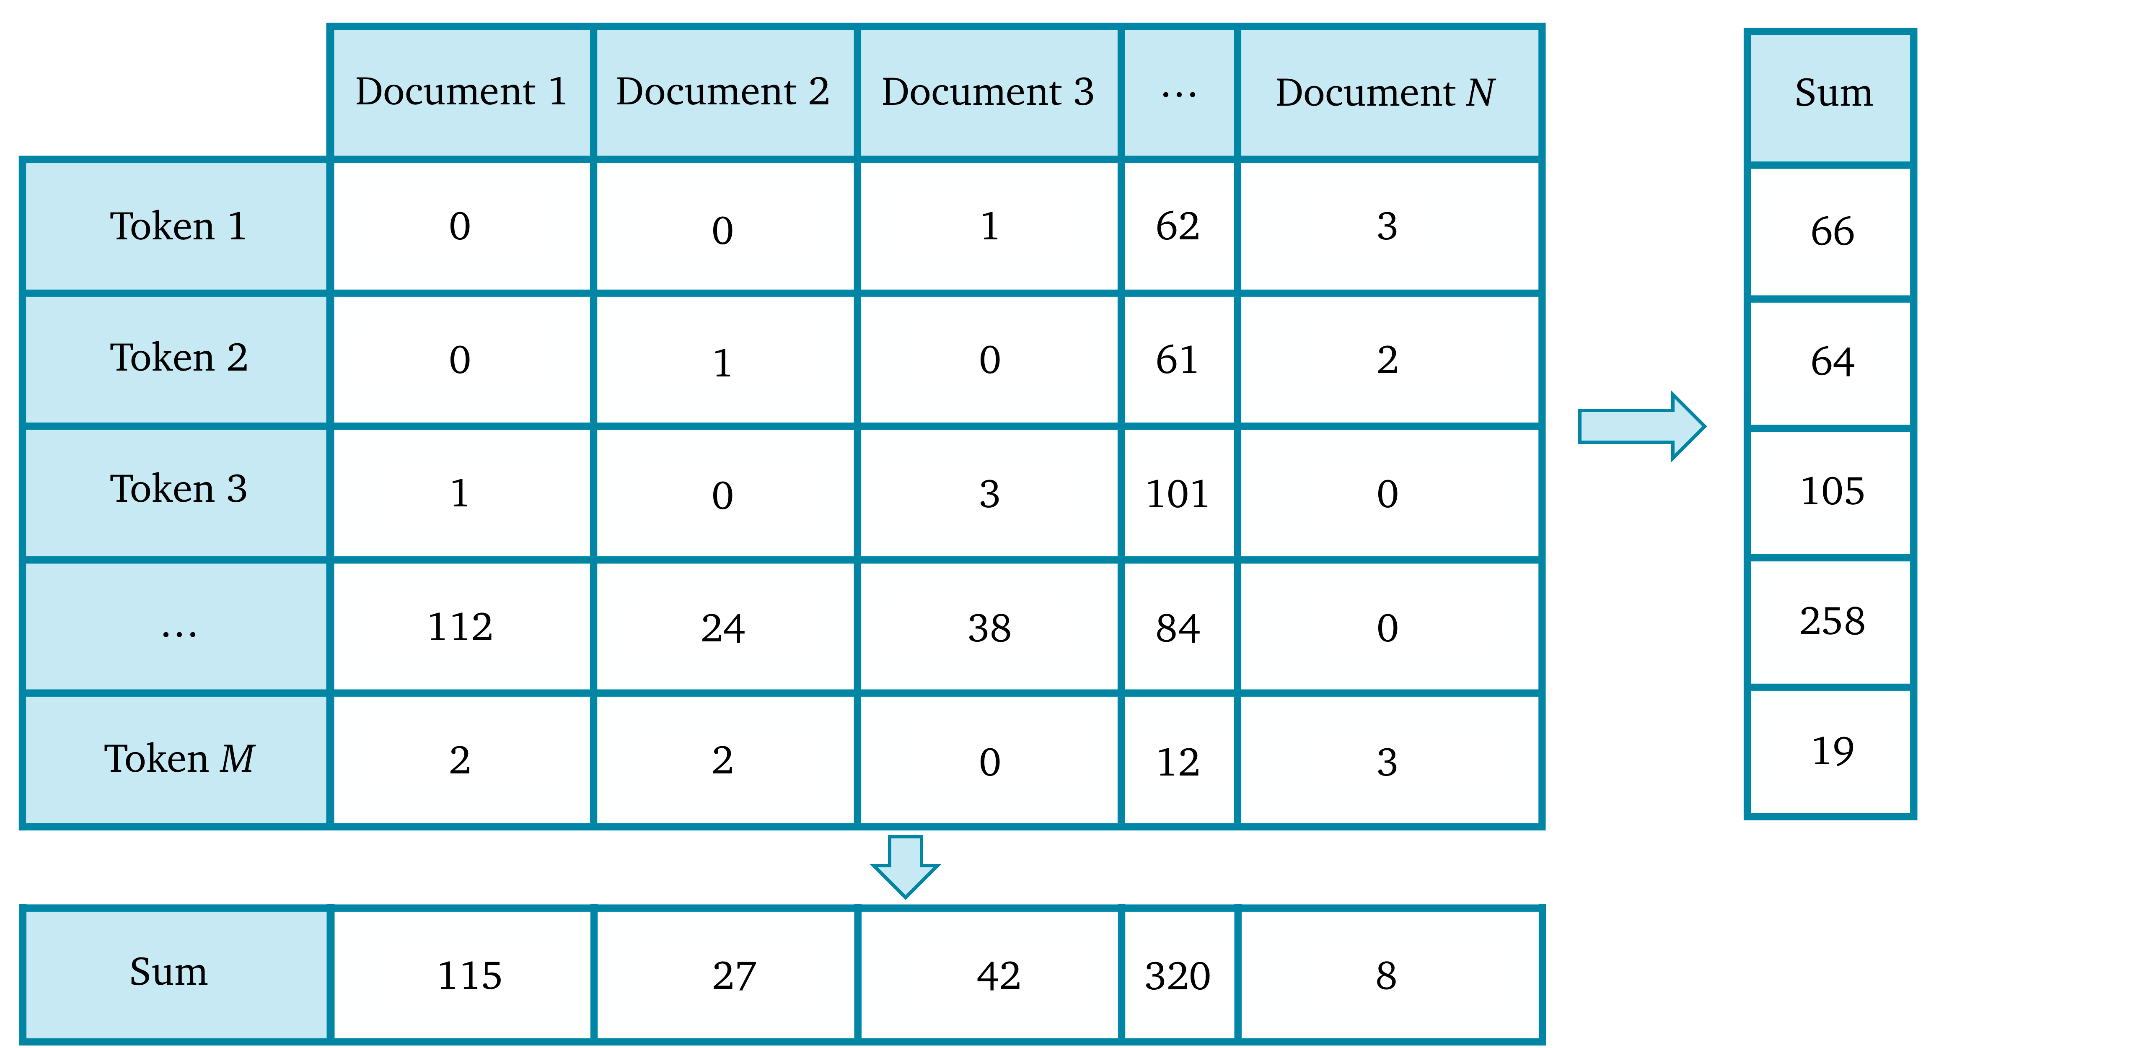 Document 1 Document 2 Document 3 ... Document N Sum
Token 1 0 0 1 62 3 66
Token 2 0 1 0 61 2 64
Token 3 1 0 3 101 0 105
... 112 24 38 84 0 258
Token M 2 2 0 12 3 19
Sum 115 27 42 320 8